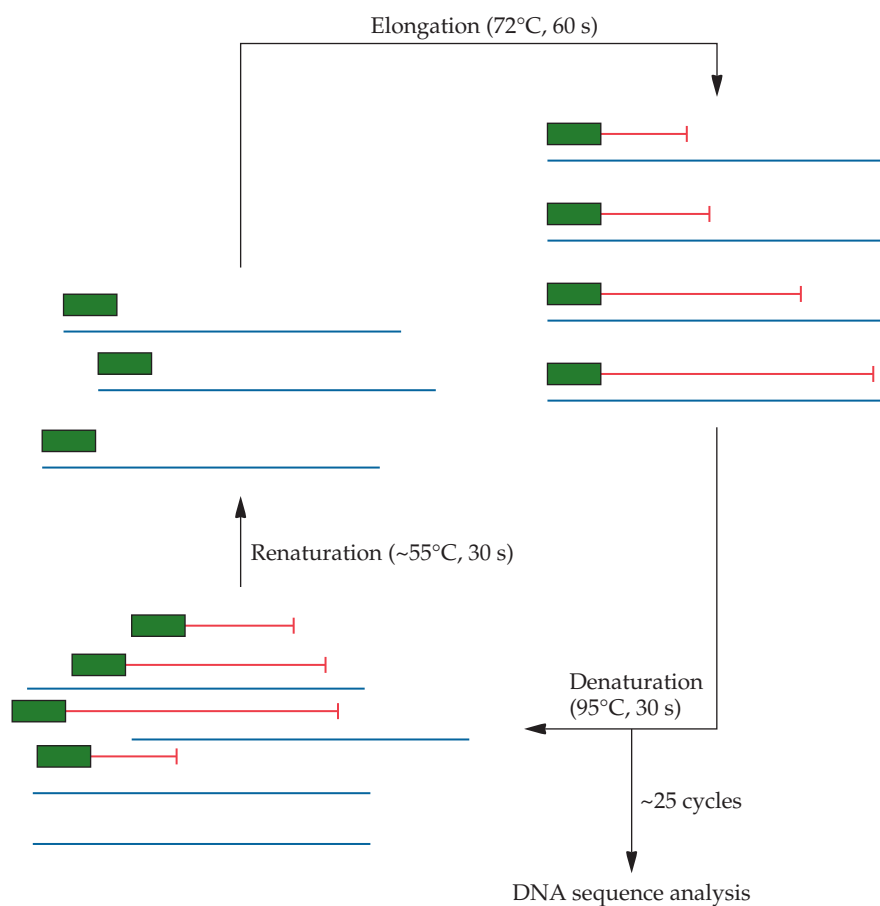 Elongation (72°C, 60 s)
Renaturation (~55°C, 30 s)
Denaturation
(95°C, 30 s)
~25 cycles
DNA sequence analysis